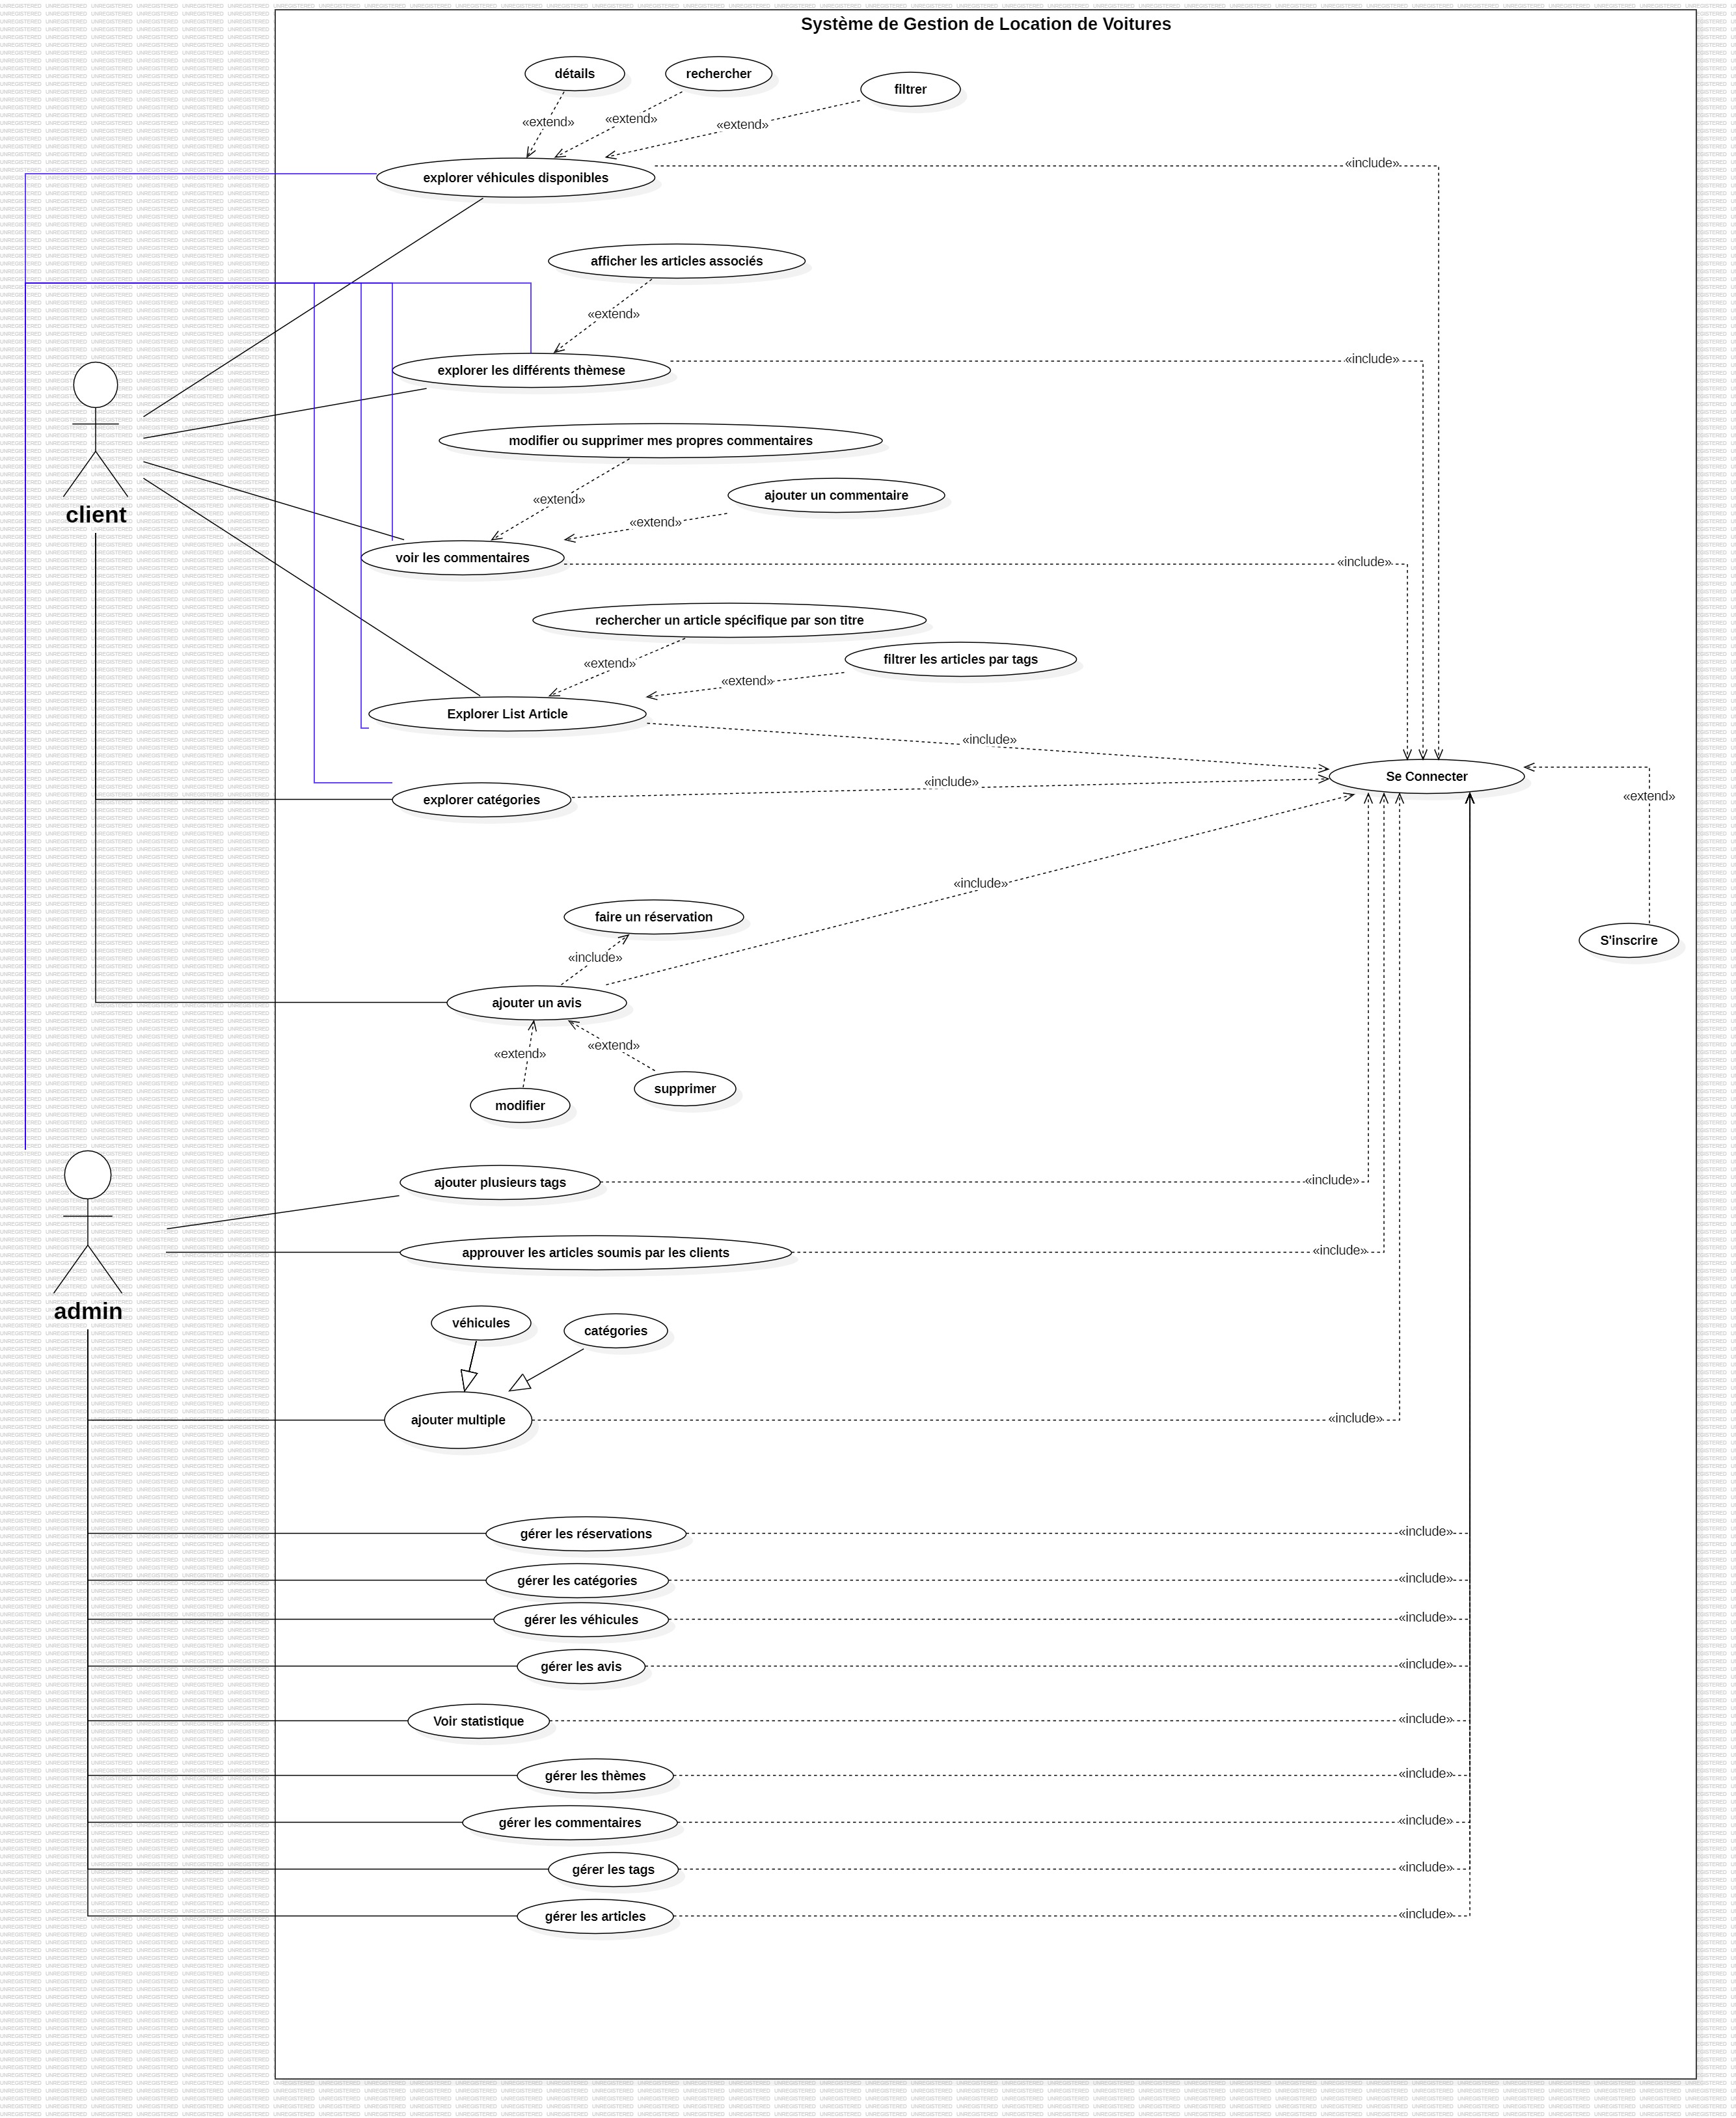 Système de Gestion de Location de Voitures
détails
rechercher
filtrer
«extend»
«extend»
«extend»
explorer véhicules disponibles
«include»
afficher les articles associés
«extend»
explorer les différents thèmese
«include»
client
modifier ou supprimer mes propres commentaires
«extend»
ajouter un commentaire
«extend»
voir les commentaires
«include»
rechercher un article spécifique par son titre
«extend»
filtrer les articles par tags
«extend»
Explorer List Article
«include»
explorer catégories
«include»
Se Connecter
«extend»
«include»
S'inscrire
faire un réservation
«include»
ajouter un avis
«extend»
«extend»
modifier
supprimer
admin
ajouter plusieurs tags
«include»
approuver les articles soumis par les clients
«include»
véhicules
catégories
ajouter multiple
«include»
gérer les réservations
«include»
gérer les catégories
«include»
gérer les véhicules
«include»
gérer les avis
«include»
Voir statistique
«include»
gérer les thèmes
«include»
gérer les commentaires
«include»
gérer les tags
«include»
gérer les articles
«include»
UNREGISTERED